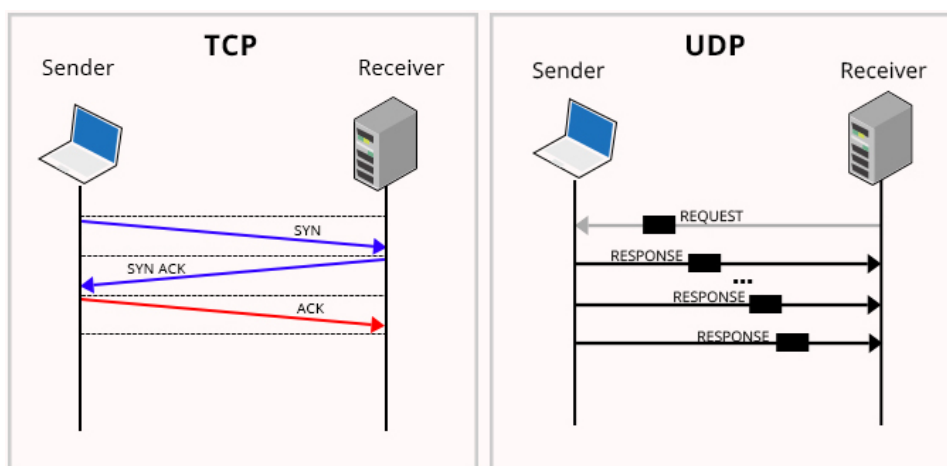 TCP
Sender
Receiver
SYN
SYN ACK
ACK
UDP
Sender
Receiver
REQUEST
RESPONSE
...
RESPONSE
RESPONSE